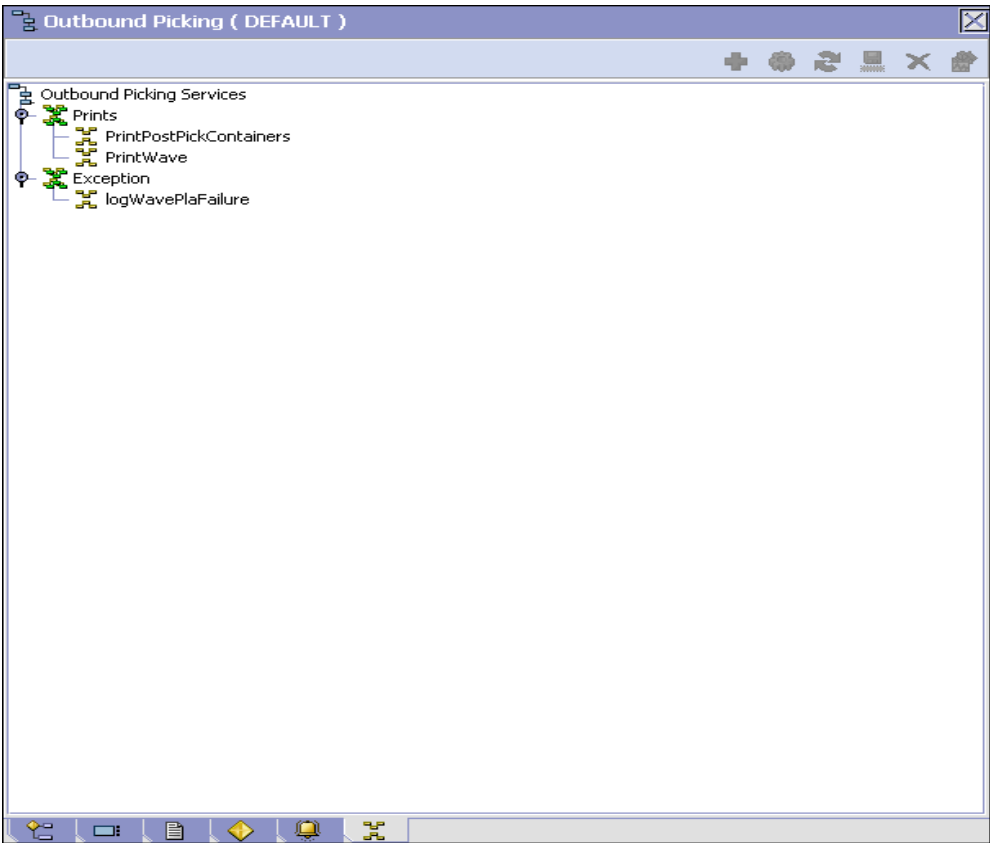 Outbound Picking ( DEFAULT )
Outbound Picking Services
Prints
PrintPostPickContainers
PrintWave
Exception
logWavePlaFailure